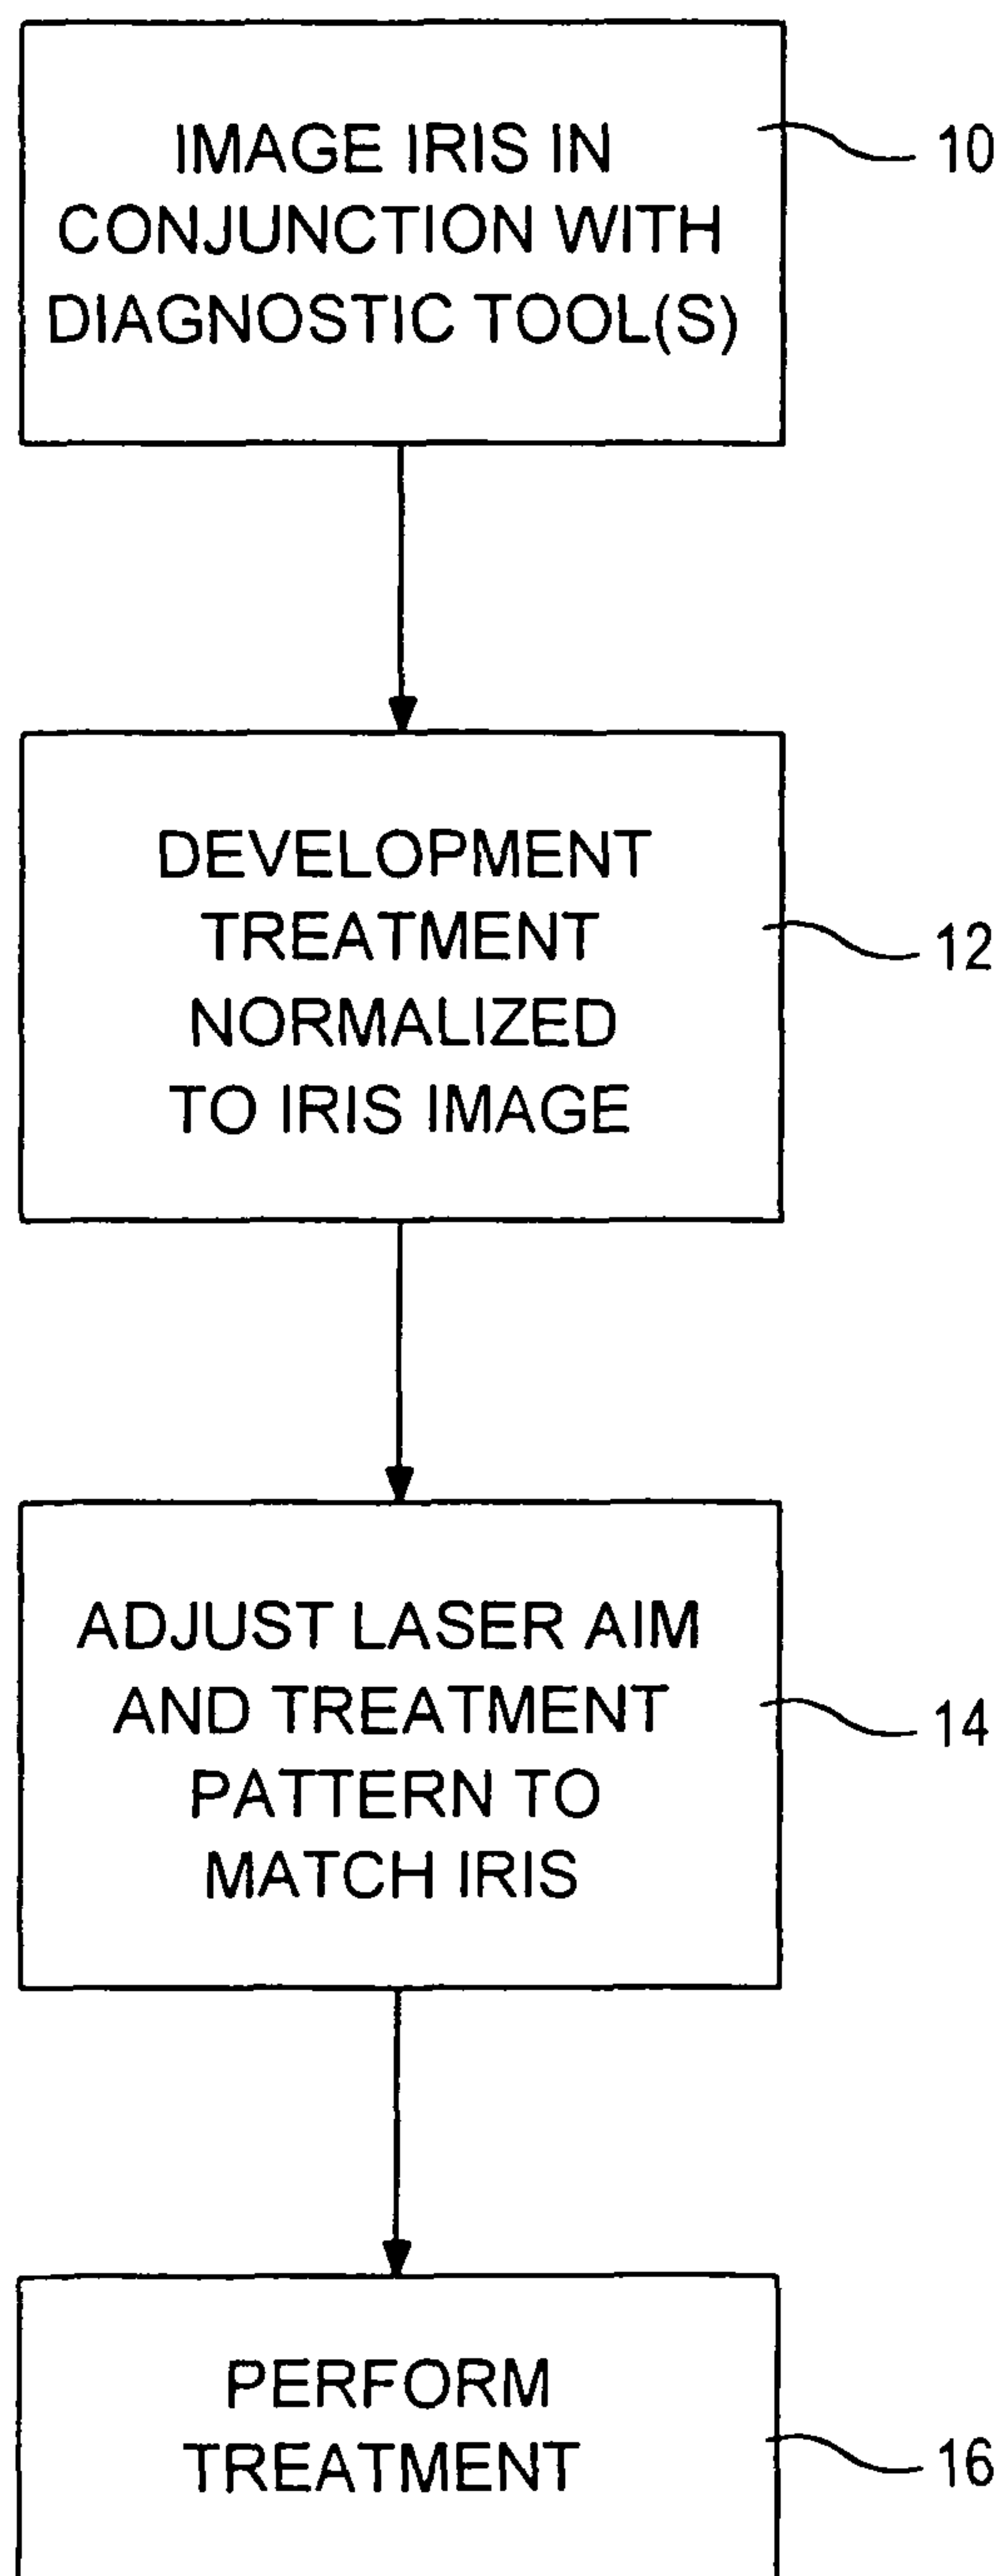 IMAGE IRIS IN
CONJUNCTION WITH
DIAGNOSTIC TOOL(S)
10
DEVELOPMENT
TREATMENT
NORMALIZED
TO IRIS IMAGE
12
ADJUST LASER AIM
AND TREATMENT
PATTERN TO
MATCH IRIS
14
PERFORM
TREATMENT
16